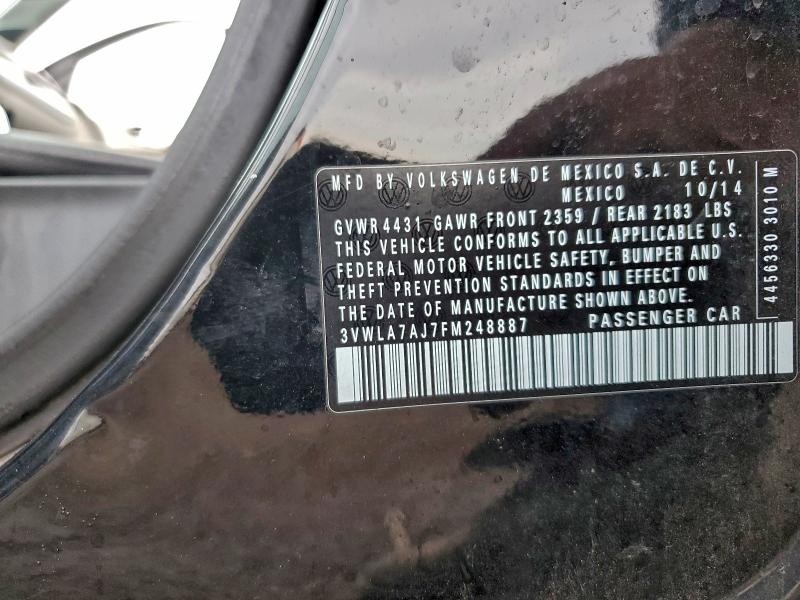 MFD BY VOLKSWAGEN DE MEXICO S.A. DE C.V.
MEXICO 10/14
GVWR 4431 GAWR FRONT 2359 / REAR 2183 LBS
THIS VEHICLE CONFORMS TO ALL APPLICABLE U.S.
FEDERAL MOTOR VEHICLE SAFETY, BUMPER AND
THEFT PREVENTION STANDARDS IN EFFECT ON
THE DATE OF MANUFACTURE SHOWN ABOVE.
3VWLA7AJ7FM248887 PASSENGER CAR
4456330 3010 M